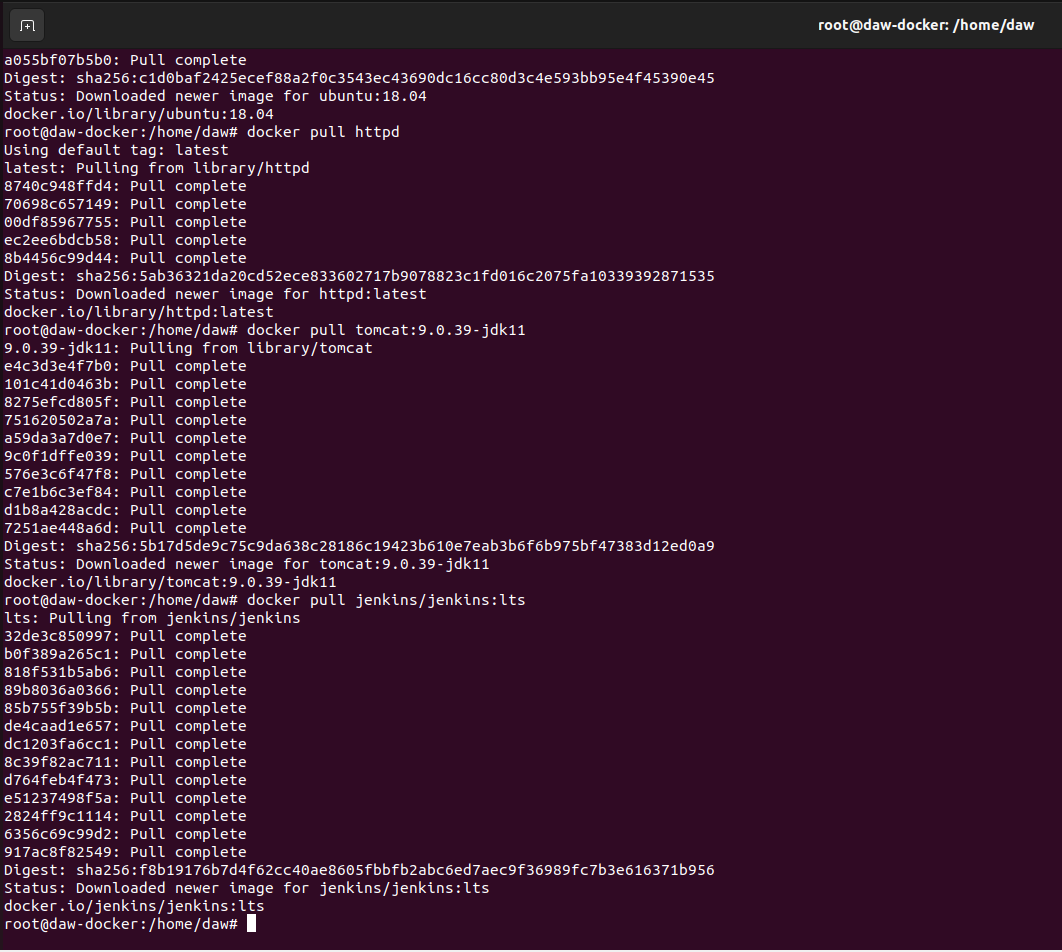 root@daw-docker: /home/daw
a055bf07b5b0: Pull complete
Digest: sha256:c1d0baf2425ecef88a2f0c3543ec43690dc16cc80d3c4e593bb95e4f45390e45
Status: Downloaded newer image for ubuntu:18.04
docker.io/library/ubuntu:18.04
root@daw-docker:/home/daw# docker pull httpd
Using default tag: latest
latest: Pulling from library/httpd
8740c948ffd4: Pull complete
70698c657149: Pull complete
00df85967755: Pull complete
ec2ee6bdcb58: Pull complete
8b4456c99d44: Pull complete
Digest: sha256:5ab36321da20cd52ece833602717b9078823c1fd016c2075fa10339392871535
Status: Downloaded newer image for httpd:latest
docker.io/library/httpd:latest
root@daw-docker:/home/daw# docker pull tomcat:9.0.39-jdk11
9.0.39-jdk11: Pulling from library/tomcat
e4c3d3e4f7b0: Pull complete
101c41d0463b: Pull complete
8275efcd805f: Pull complete
751620502a7a: Pull complete
a59da3a7d0e7: Pull complete
9c0f1dffe039: Pull complete
576e3c6f47f8: Pull complete
c7e1b6c3ef84: Pull complete
d1b8a428acdc: Pull complete
7251ae448a6d: Pull complete
Digest: sha256:5b17d5de9c75c9da638c28186c19423b610e7eab3b6f6b975bf47383d12ed0a9
Status: Downloaded newer image for tomcat:9.0.39-jdk11
docker.io/library/tomcat:9.0.39-jdk11
root@daw-docker:/home/daw# docker pull jenkins/jenkins:lts
lts: Pulling from jenkins/jenkins
32de3c850997: Pull complete
b0f389a265c1: Pull complete
818f531b5ab6: Pull complete
89b8036a0366: Pull complete
85b755f39b5b: Pull complete
de4caad1e657: Pull complete
dc1203fa6cc1: Pull complete
8c39f82ac711: Pull complete
d764feb4f473: Pull complete
e51237498f5a: Pull complete
2824ff9c1114: Pull complete
6356c69c99d2: Pull complete
917ac8f82549: Pull complete
Digest: sha256:f8b19176b7d4f62cc40ae8605fbbfb2abc6ed7aec9f36989fc7b3e616371b956
Status: Downloaded newer image for jenkins/jenkins:lts
docker.io/jenkins/jenkins:lts
root@daw-docker:/home/daw#